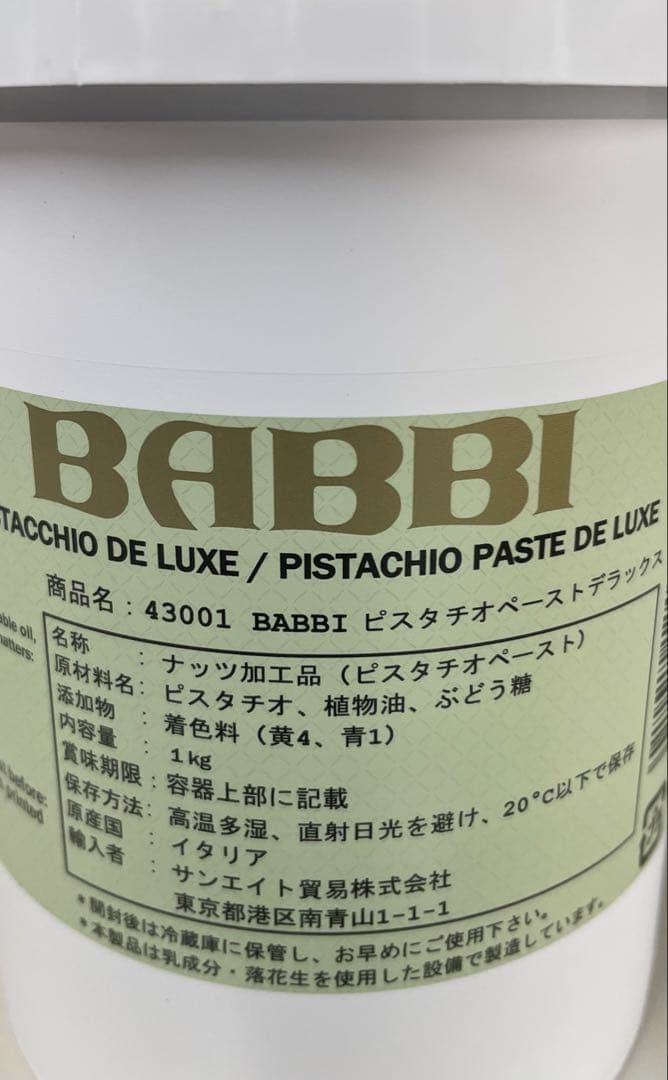 BABBI
STACCHIO DE LUXE / PISTACHIO PASTE DE LUXE
商品名：43001 BABBI ピスタチオペーストデラックス
名称 ：ナッツ加工品（ピスタチオペースト）
原材料名：ピスタチオ、植物油、ぶどう糖
添加物 ：着色料（黄4、青1）
内容量 ：1kg
賞味期限：容器上部に記載
保存方法：高温多湿、直射日光を避け、20°C以下で保存
原産国 ：イタリア
輸入者 ：サンエイト貿易株式会社
東京都港区南青山1-1-1
*開封後は冷蔵庫に保管し、お早めにご使用下さい。
*本製品は乳成分・落花生を使用した設備で製造しています。
able oil,
matters:
before:
printed